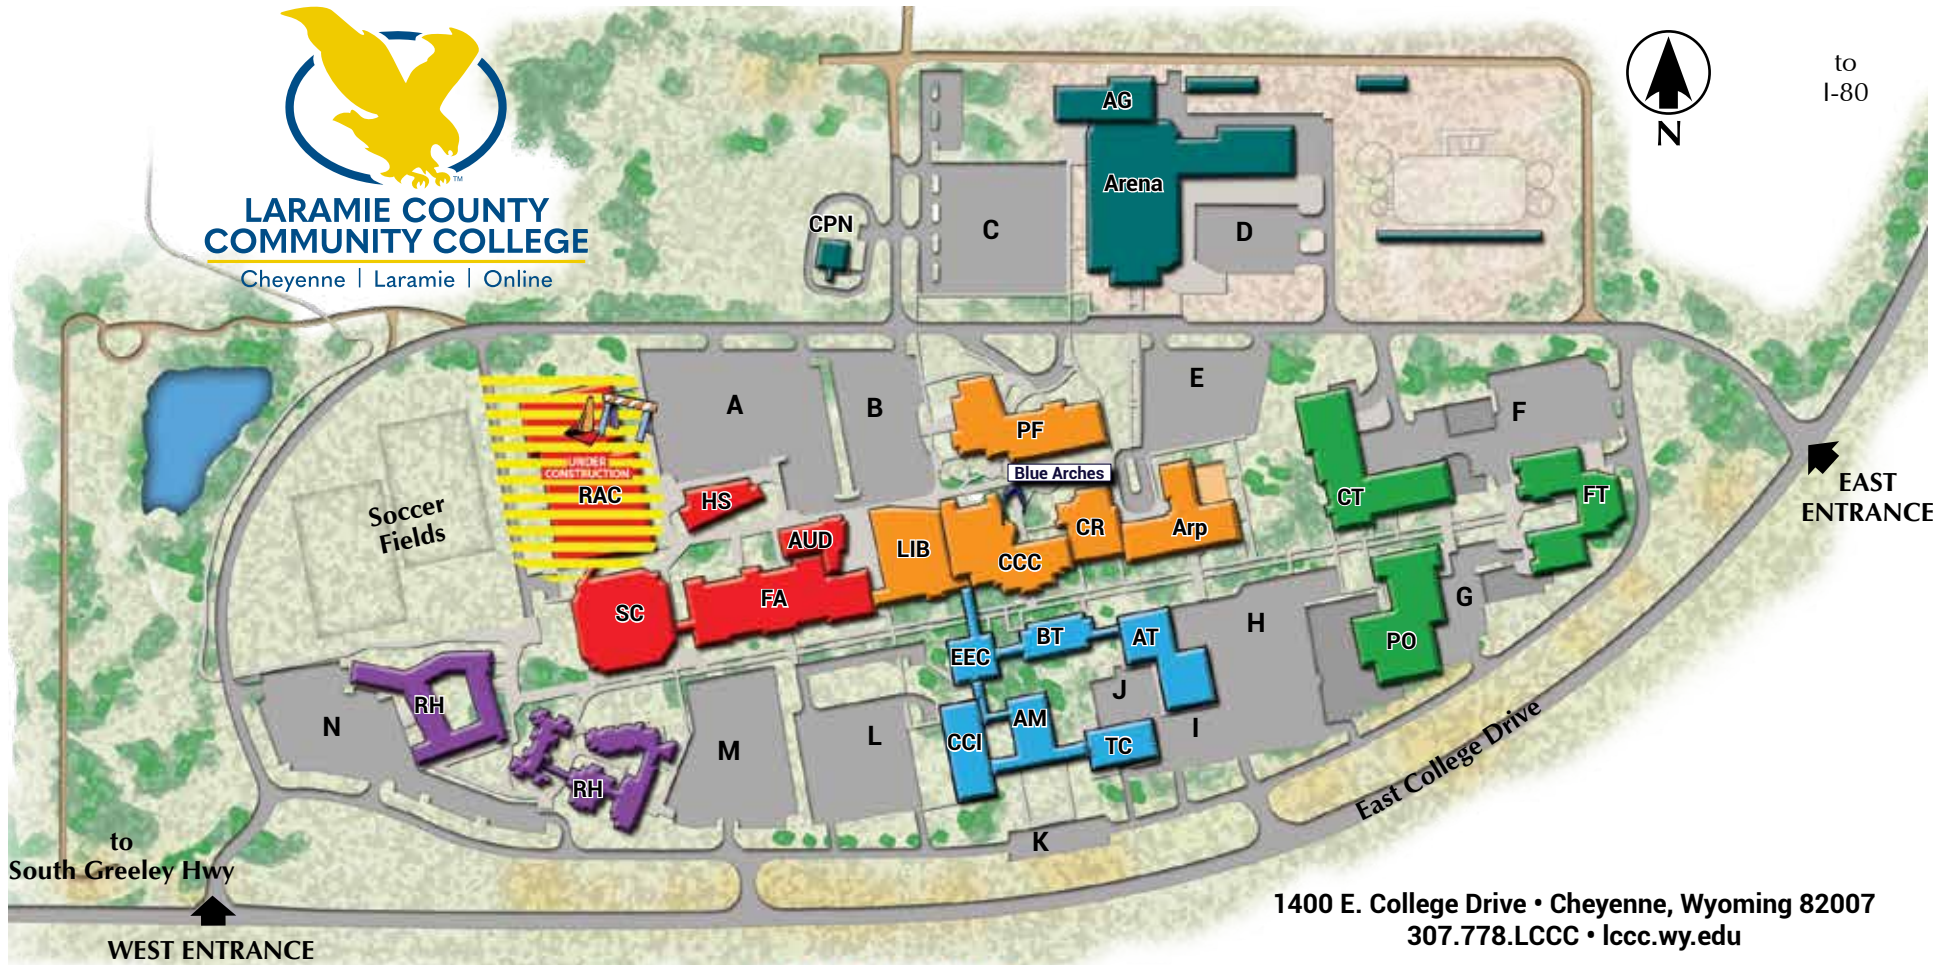 LARAMIE COUNTY
COMMUNITY COLLEGE
Cheyenne | Laramie | Online
TM
N
to
I-80
AG
Arena
CPN
C
D
A
B
E
F
PF
Blue Arches
UNDER
CONSTRUCTION
RAC
HS
AUD
LIB
CCC
CR
Arp
CT
FT
Soccer
Fields
EAST
ENTRANCE
SC
FA
EEC
BT
AT
H
G
PO
N
RH
RH
M
L
CCI
AM
J
TC
I
K
East College Drive
to
South Greeley Hwy
WEST ENTRANCE
1400 E. College Drive • Cheyenne, Wyoming 82007
307.778.LCCC • lccc.wy.edu